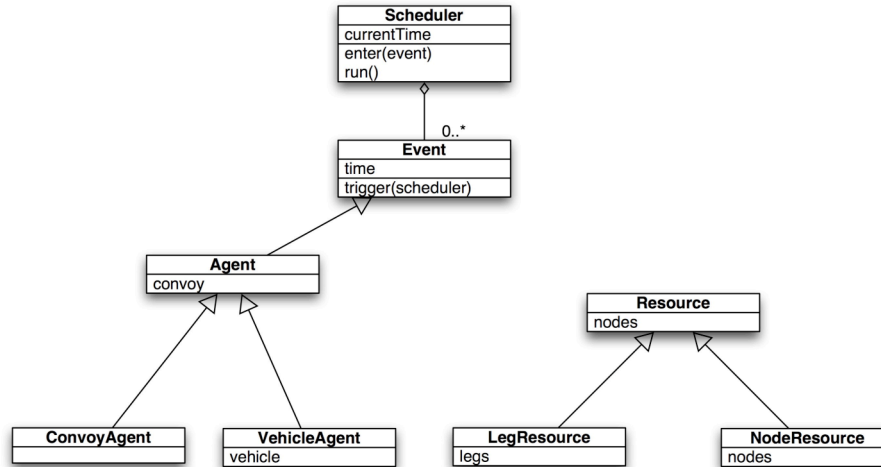 Scheduler
currentTime
enter(event)
run()
0..*
Event
time
trigger(scheduler)
Agent
convoy
Resource
nodes
ConvoyAgent
VehicleAgent
vehicle
LegResource
legs
NodeResource
nodes